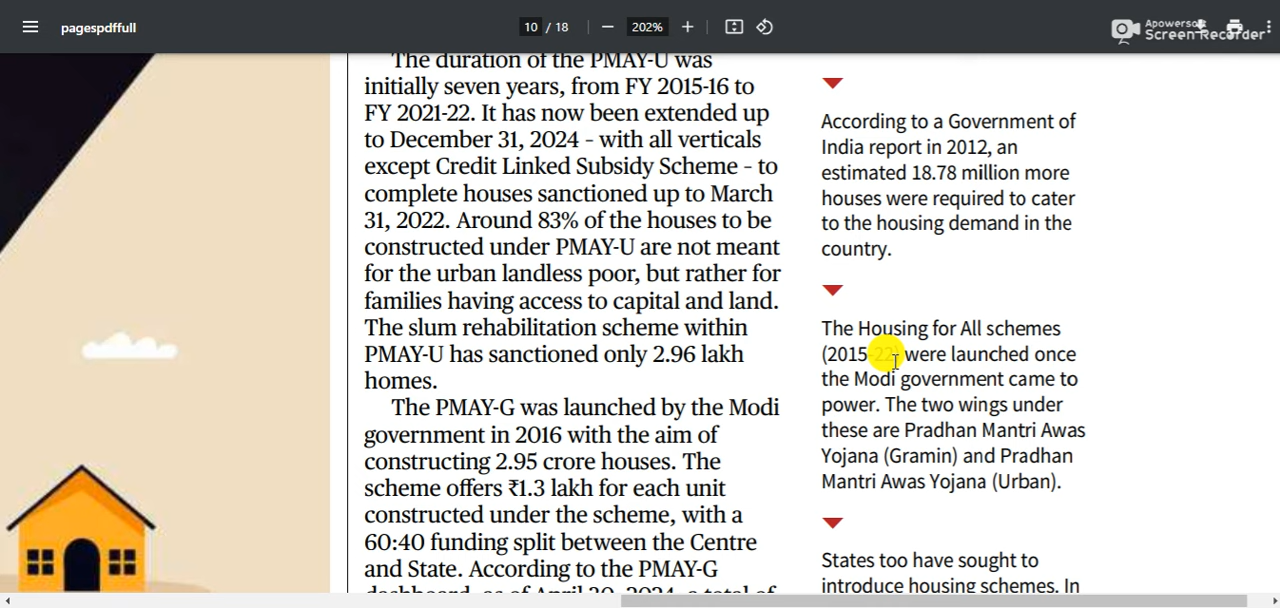 pagespdffull
10 / 18
202%
Apowersoft
Screen Recorder
The duration of the PMAY-U was
initially seven years, from FY 2015-16 to
FY 2021-22. It has now been extended up
to December 31, 2024 – with all verticals
except Credit Linked Subsidy Scheme – to
complete houses sanctioned up to March
31, 2022. Around 83% of the houses to be
constructed under PMAY-U are not meant
for the urban landless poor, but rather for
families having access to capital and land.
The slum rehabilitation scheme within
PMAY-U has sanctioned only 2.96 lakh
homes.
The PMAY-G was launched by the Modi
government in 2016 with the aim of
constructing 2.95 crore houses. The
scheme offers ₹1.3 lakh for each unit
constructed under the scheme, with a
60:40 funding split between the Centre
and State. According to the PMAY-G
dashboard, as of April 30, 2024, a total of
According to a Government of
India report in 2012, an
estimated 18.78 million more
houses were required to cater
to the housing demand in the
country.
The Housing for All schemes
(2015-22) were launched once
the Modi government came to
power. The two wings under
these are Pradhan Mantri Awas
Yojana (Gramin) and Pradhan
Mantri Awas Yojana (Urban).
States too have sought to
introduce housing schemes. In